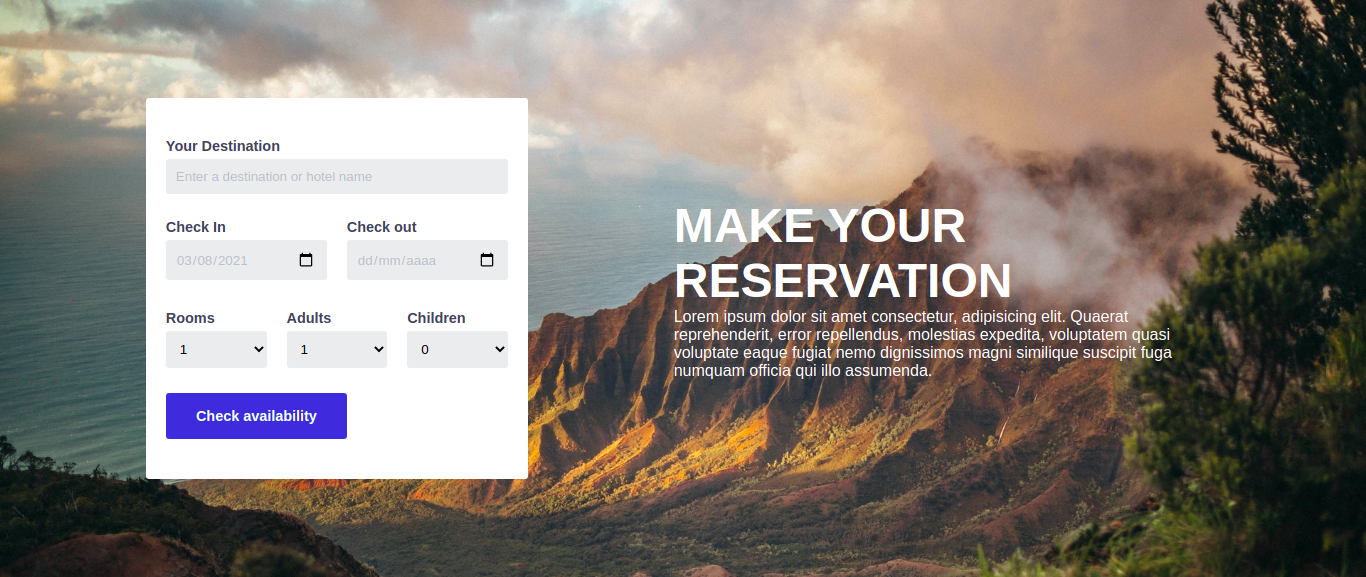 Your Destination
Enter a destination or hotel name
Check In Check out
03/08/2021 dd/mm/aaaa
Rooms Adults Children
1 1 0
Check availability
MAKE YOUR
RESERVATION
Lorem ipsum dolor sit amet consectetur, adipisicing elit. Quaerat
reprehenderit, error repellendus, molestias expedita, voluptatem quasi
voluptate eaque fugiat nemo dignissimos magni similique suscipit fuga
numquam officia qui illo assumenda.